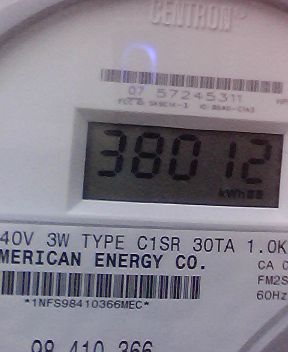 CENTRON
07 57245311
38012
kWh
40V 3W TYPE C1SR 30TA 1.0K
MERICAN ENERGY CO.
CA 0
FM2S
60Hz
*1NFS98410366MEC*
98 410 366